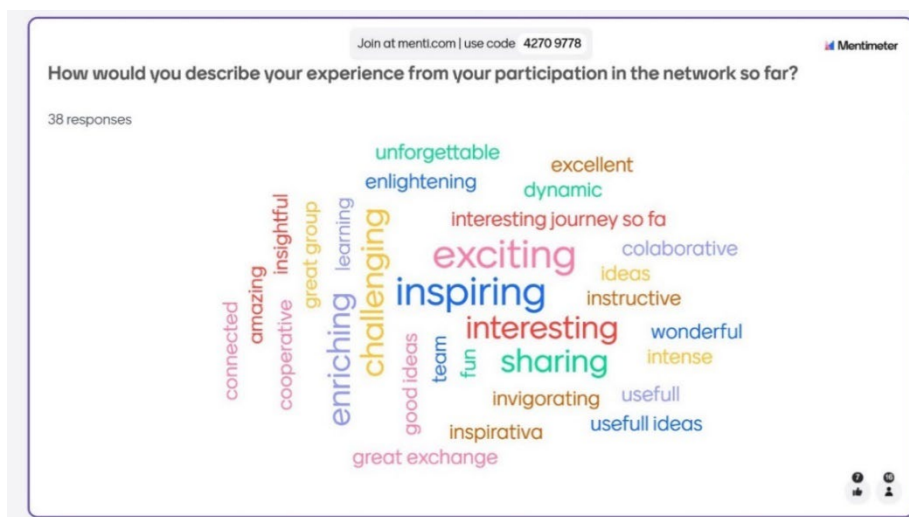 Join at menti.com | use code 4270 9778
Mentimeter
How would you describe your experience from your participation in the network so far?
38 responses
unforgettable
excellent
enlightening
dynamic
interesting journey so fa
exciting
colaborative
ideas
inspiring
instructive
interesting
wonderful
sharing
intense
invigorating
usefull
inspirativa
usefull ideas
great exchange
connected
amazing
insightful
cooperative
great group
learning
enriching
challenging
good ideas
team
fun